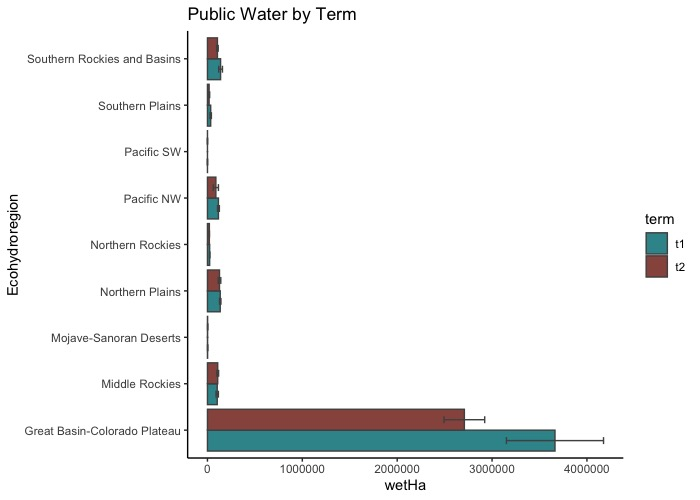 Public Water by Term
Ecohydroregion
Southern Rockies and Basins
Southern Plains
Pacific SW
Pacific NW
Northern Rockies
Northern Plains
Mojave-Sanoran Deserts
Middle Rockies
Great Basin-Colorado Plateau
0 1000000 2000000 3000000 4000000
wetHa
term
t1
t2